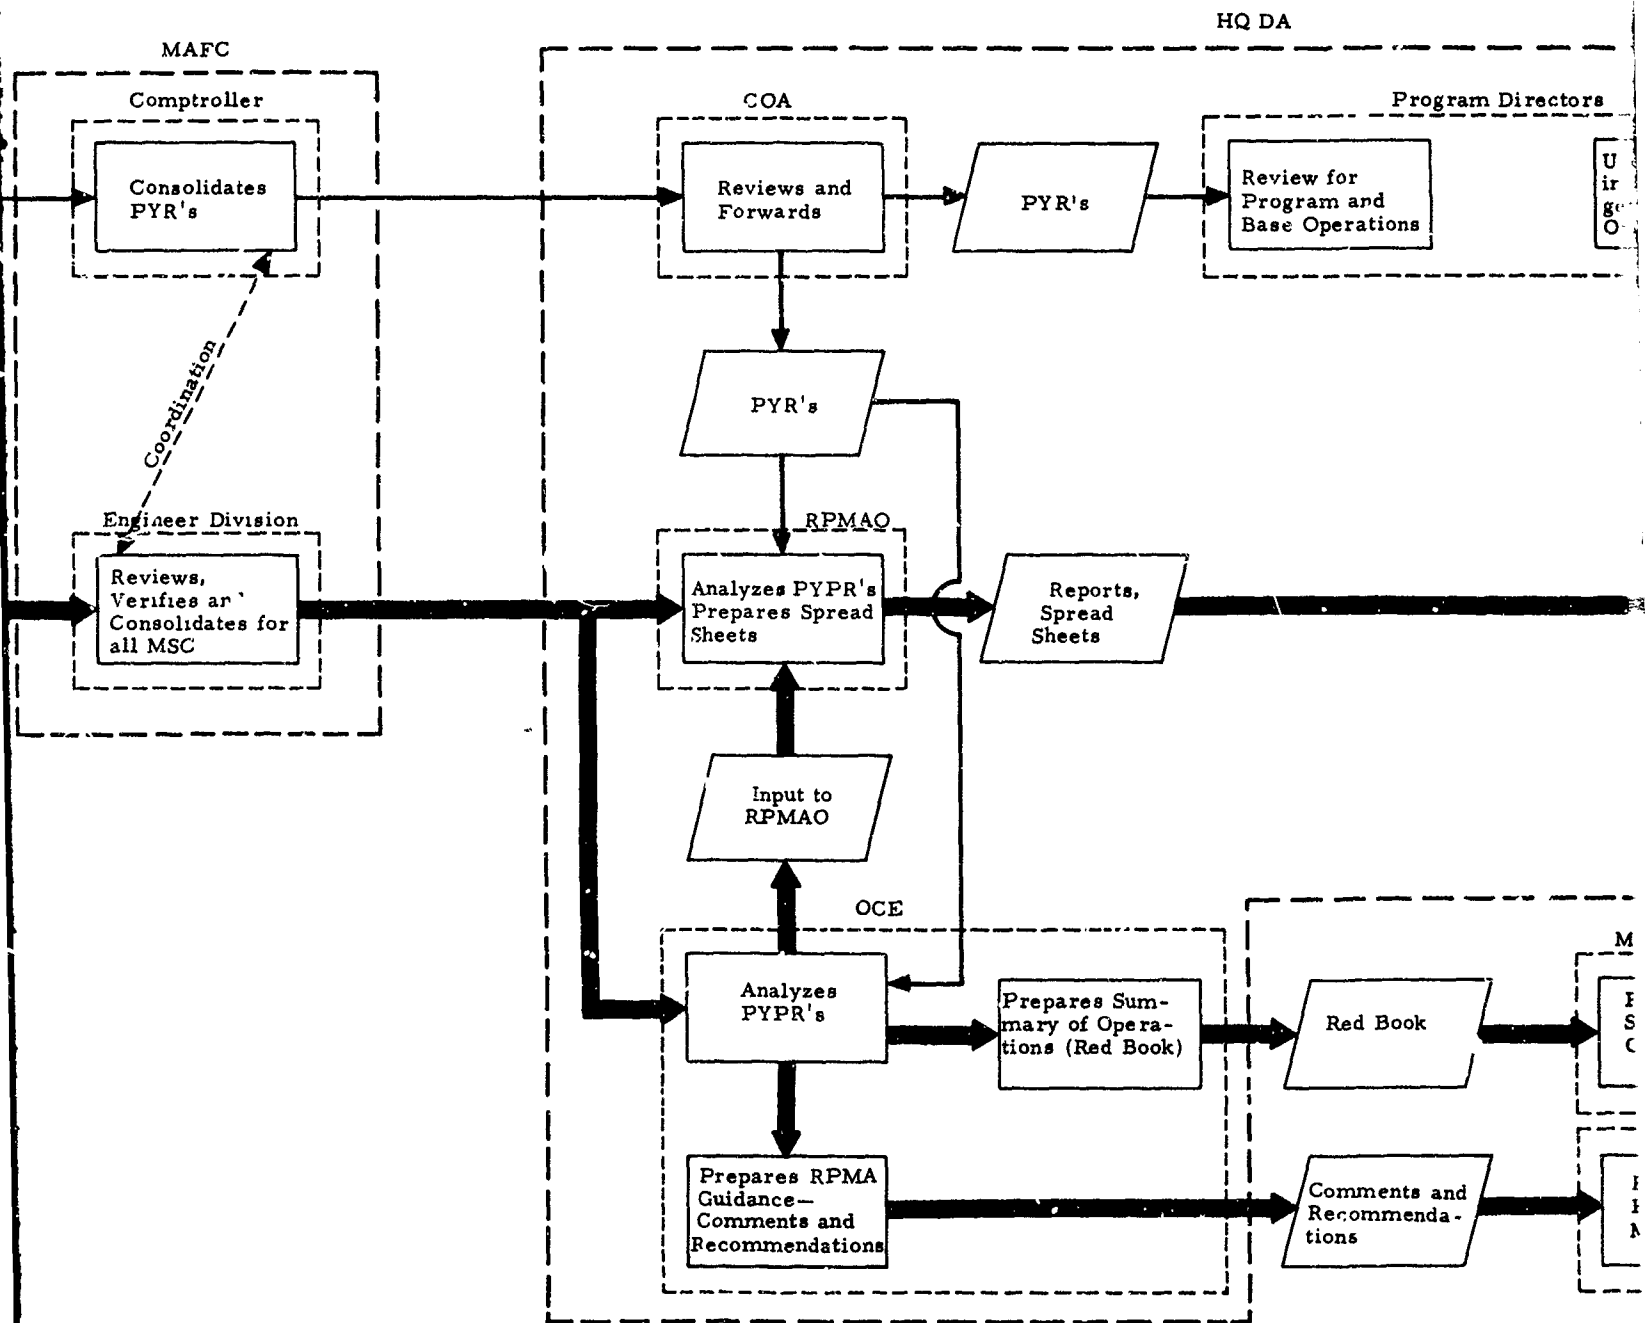 HQ DA
MAFC
Comptroller
COA
Program Directors
Consolidates
PYR's
Reviews and
Forwards
PYR's
Review for
Program and
Base Operations
Coordination
PYR's
Engineer Division
Reviews,
Verifies
Consolidates for
all MSC
RPMAO
Analyzes PYPR's
Prepares Spread
Sheets
Reports,
Spread
Sheets
Input to
RPMAO
OCE
Analyzes
PYPR's
Prepares Sum-
mary of Opera-
tions (Red Book)
Red Book
Prepares RPMA
Guidance—
Comments and
Recommendations
Comments and
Recommenda-
tions